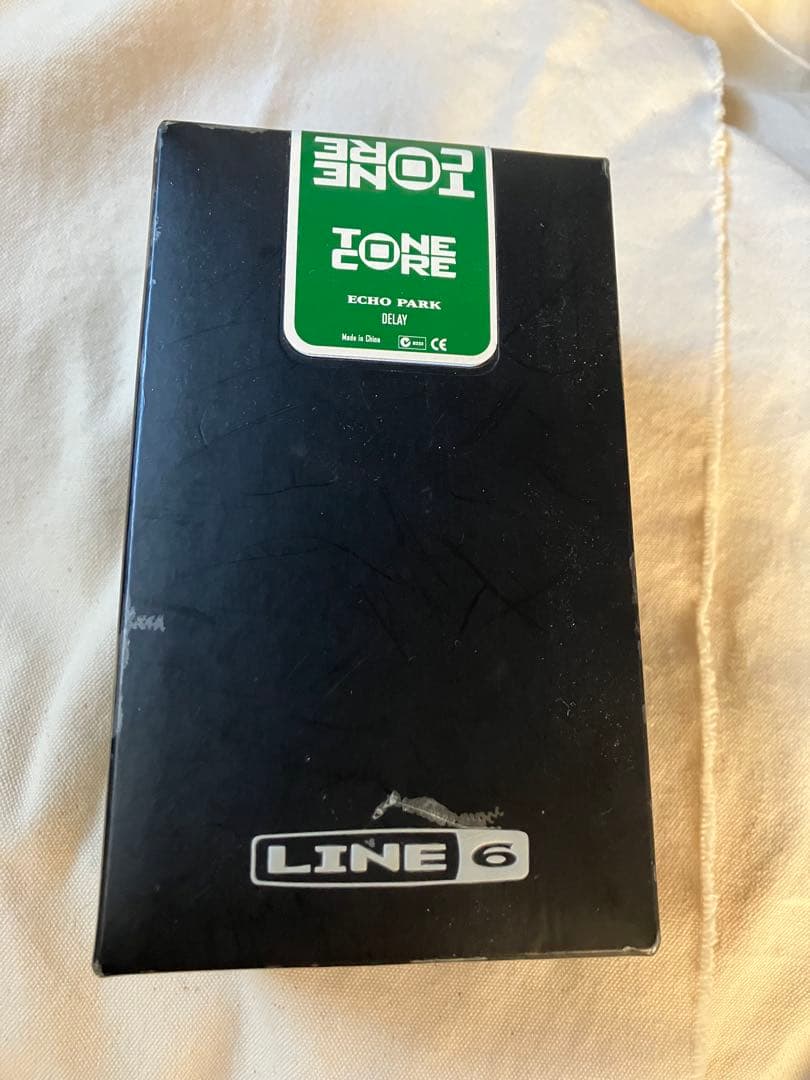 TONE
CORE
TONE
CORE
ECHO PARK
DELAY
Made in China CE
LINE 6